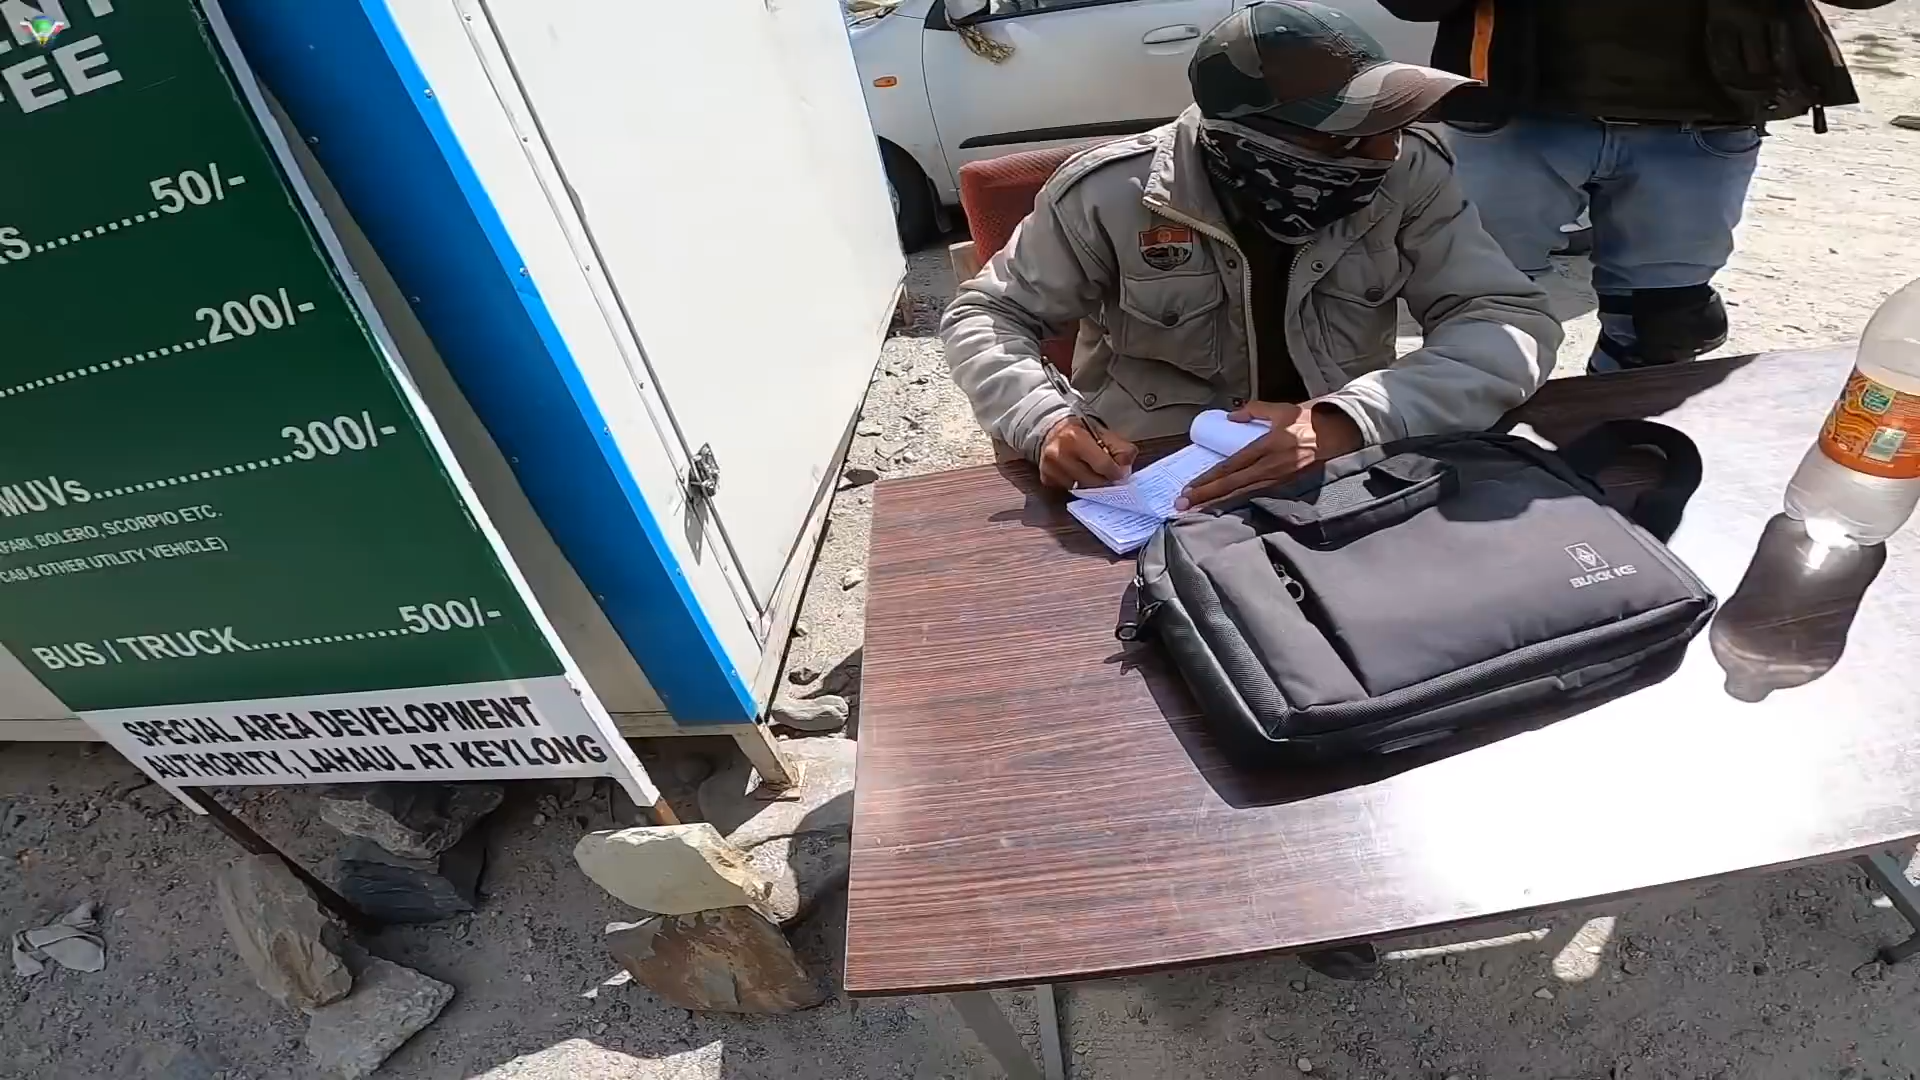 FEE
50/-
200/-
MUVs..................300/-
BOLERO, SCORPIO ETC.
CAB & OTHER UTILITY VEHICLE)
BUS / TRUCK...............500/-
SPECIAL AREA DEVELOPMENT
AUTHORITY, LAHAUL AT KEYLONG
BLACK ICE